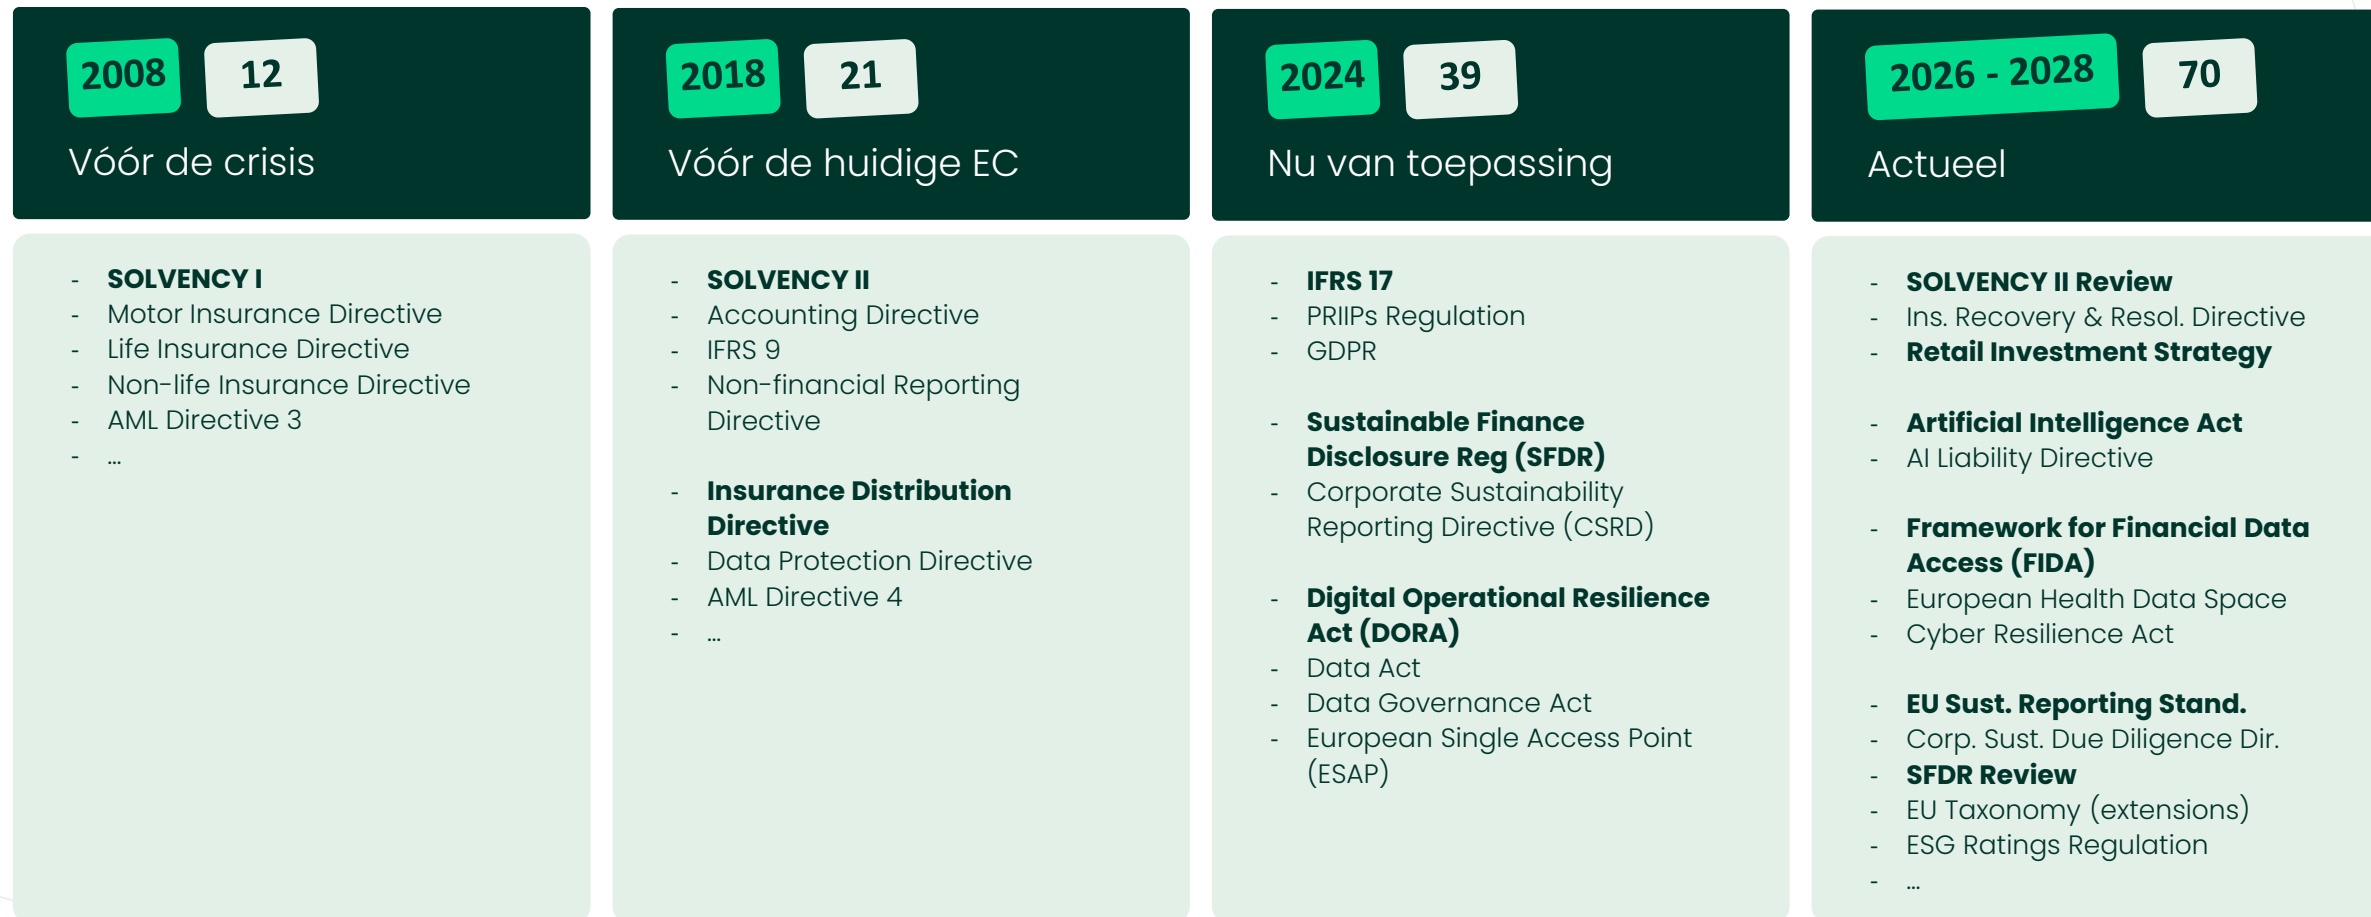 2008 12
Vóór de crisis
- SOLVENCY I
- Motor Insurance Directive
- Life Insurance Directive
- Non-life Insurance Directive
- AML Directive 3
- ...
2018 21
Vóór de huidige EC
- SOLVENCY II
- Accounting Directive
- IFRS 9
- Non-financial Reporting
Directive
- Insurance Distribution
Directive
- Data Protection Directive
- AML Directive 4
- ...
2024 39
Nu van toepassing
- IFRS 17
- PRIIPs Regulation
- GDPR
- Sustainable Finance
Disclosure Reg (SFDR)
- Corporate Sustainability
Reporting Directive (CSRD)
- Digital Operational Resilience
Act (DORA)
- Data Act
- Data Governance Act
- European Single Access Point
(ESAP)
2026 - 2028 70
Actueel
- SOLVENCY II Review
- Ins. Recovery & Resol. Directive
- Retail Investment Strategy
- Artificial Intelligence Act
- AI Liability Directive
- Framework for Financial Data
Access (FIDA)
- European Health Data Space
- Cyber Resilience Act
- EU Sust. Reporting Stand.
- Corp. Sust. Due Diligence Dir.
- SFDR Review
- EU Taxonomy (extensions)
- ESG Ratings Regulation
- ...